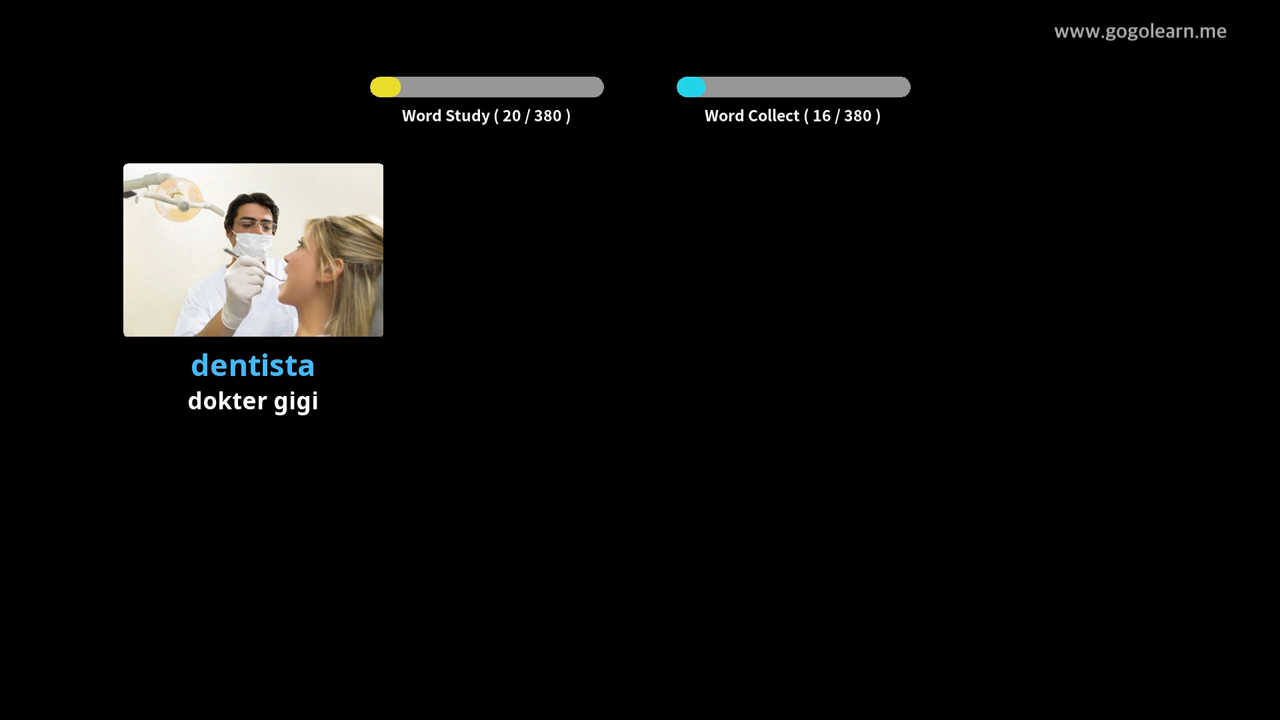 www.gogolearn.me
Word Study ( 20 / 380 )
Word Collect ( 16 / 380 )
dentista
dokter gigi